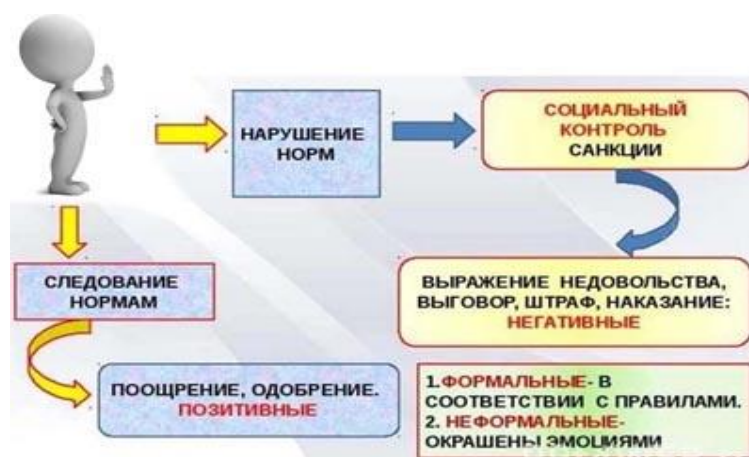 НАРУШЕНИЕ
НОРМ
СОЦИАЛЬНЫЙ
КОНТРОЛЬ
САНКЦИИ
СЛЕДОВАНИЕ
НОРМАМ
ВЫРАЖЕНИЕ НЕДОВОЛЬСТВА,
ВЫГОВОР, ШТРАФ, НАКАЗАНИЕ:
НЕГАТИВНЫЕ
ПООЩРЕНИЕ, ОДОБРЕНИЕ.
ПОЗИТИВНЫЕ
1.ФОРМАЛЬНЫЕ- В
СООТВЕТСТВИИ С ПРАВИЛАМИ.
2. НЕФОРМАЛЬНЫЕ-
ОКРАШЕНЫ ЭМОЦИЯМИ